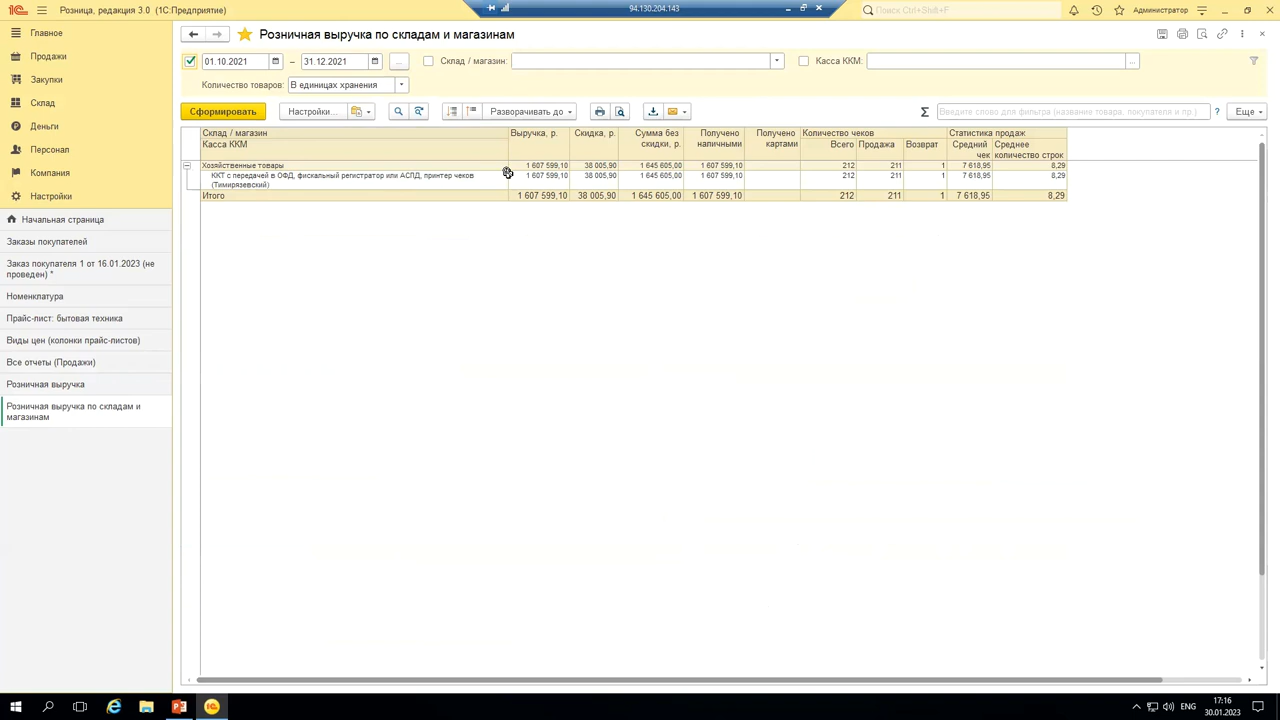 Розница, редакция 3.0 (1С:Предприятие)
94.130.204.143
Поиск Ctrl+Shift+F
Администратор
Главное
Продажи
Закупки
Склад
Деньги
Персонал
Компания
Настройки
Начальная страница
Заказы покупателей
Заказ покупателя 1 от 16.01.2023 (не
проведен) *
Номенклатура
Прайс-лист: бытовая техника
Виды цен (колонки прайс-листов)
Все отчеты (Продажи)
Розничная выручка
Розничная выручка по складам и
магазинам
Розничная выручка по складам и магазинам
01.10.2021 – 31.12.2021 ... Склад / магазин: Касса ККМ: ...
Количество товаров: В единицах хранения
Сформировать Настройки... Разворачивать до Σ Введите слово для фильтра (название товара, покупателя и пр.) ? Еще
Склад / магазин Выручка, р. Скидка, р. Сумма без скидки, р. Получено наличными Получено картами Количество чеков Статистика продаж
Касса ККМ Всего Продажа Возврат Средний чек Среднее количество строк
Хозяйственные товары 1 607 599,10 38 005,90 1 645 605,00 1 607 599,10 212 211 1 7 618,95 8,29
ККТ с передачей в ОФД, фискальный регистратор или АСПД, принтер чеков 1 607 599,10 38 005,90 1 645 605,00 1 607 599,10 212 211 1 7 618,95 8,29
(Тимирязевский)
Итого 1 607 599,10 38 005,90 1 645 605,00 1 607 599,10 212 211 1 7 618,95 8,29
ENG
17:16
30.01.2023